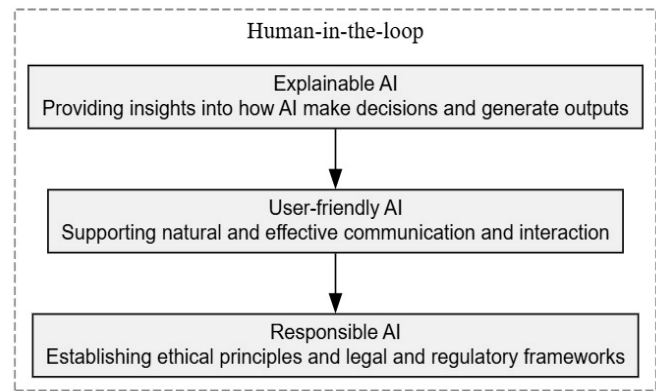 Human-in-the-loop
Explainable AI
Providing insights into how AI make decisions and generate outputs
User-friendly AI
Supporting natural and effective communication and interaction
Responsible AI
Establishing ethical principles and legal and regulatory frameworks